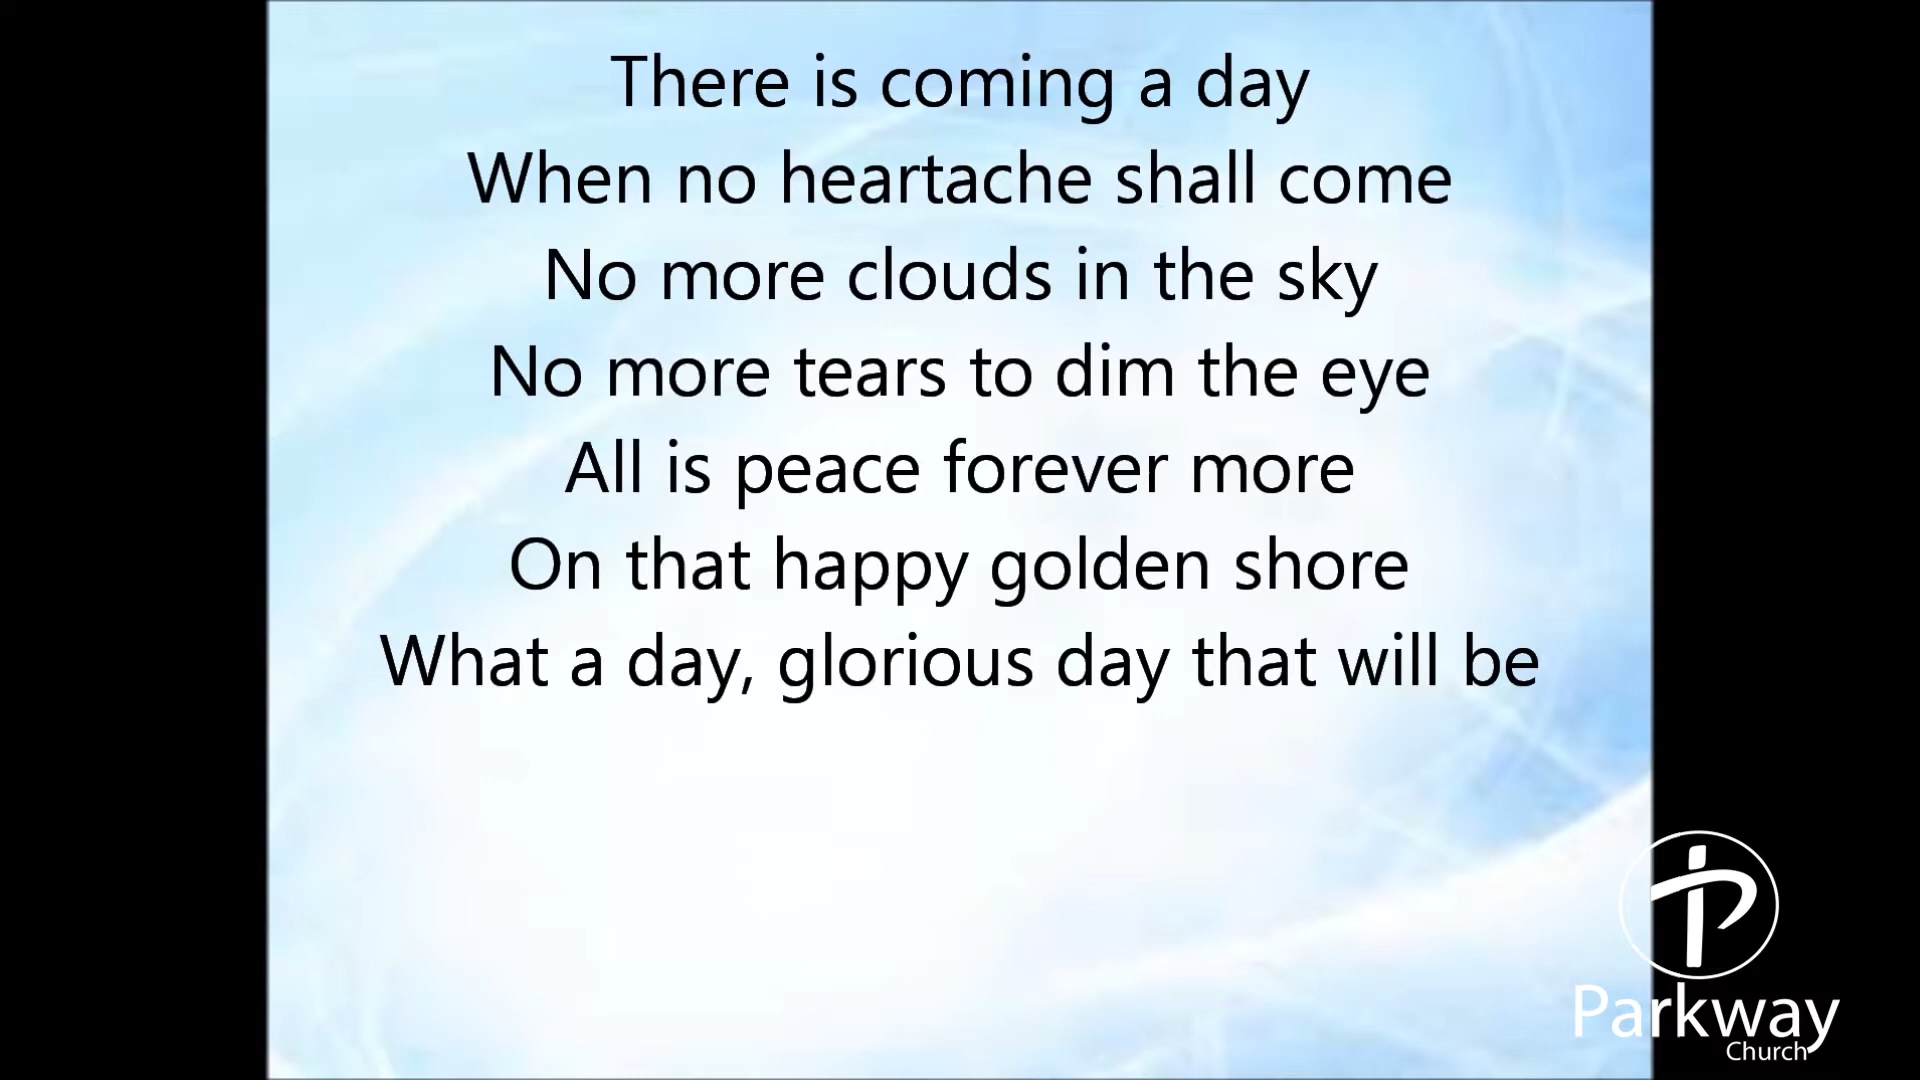 There is coming a day
When no heartache shall come
No more clouds in the sky
No more tears to dim the eye
All is peace forever more
On that happy golden shore
What a day, glorious day that will be
Parkway
Church